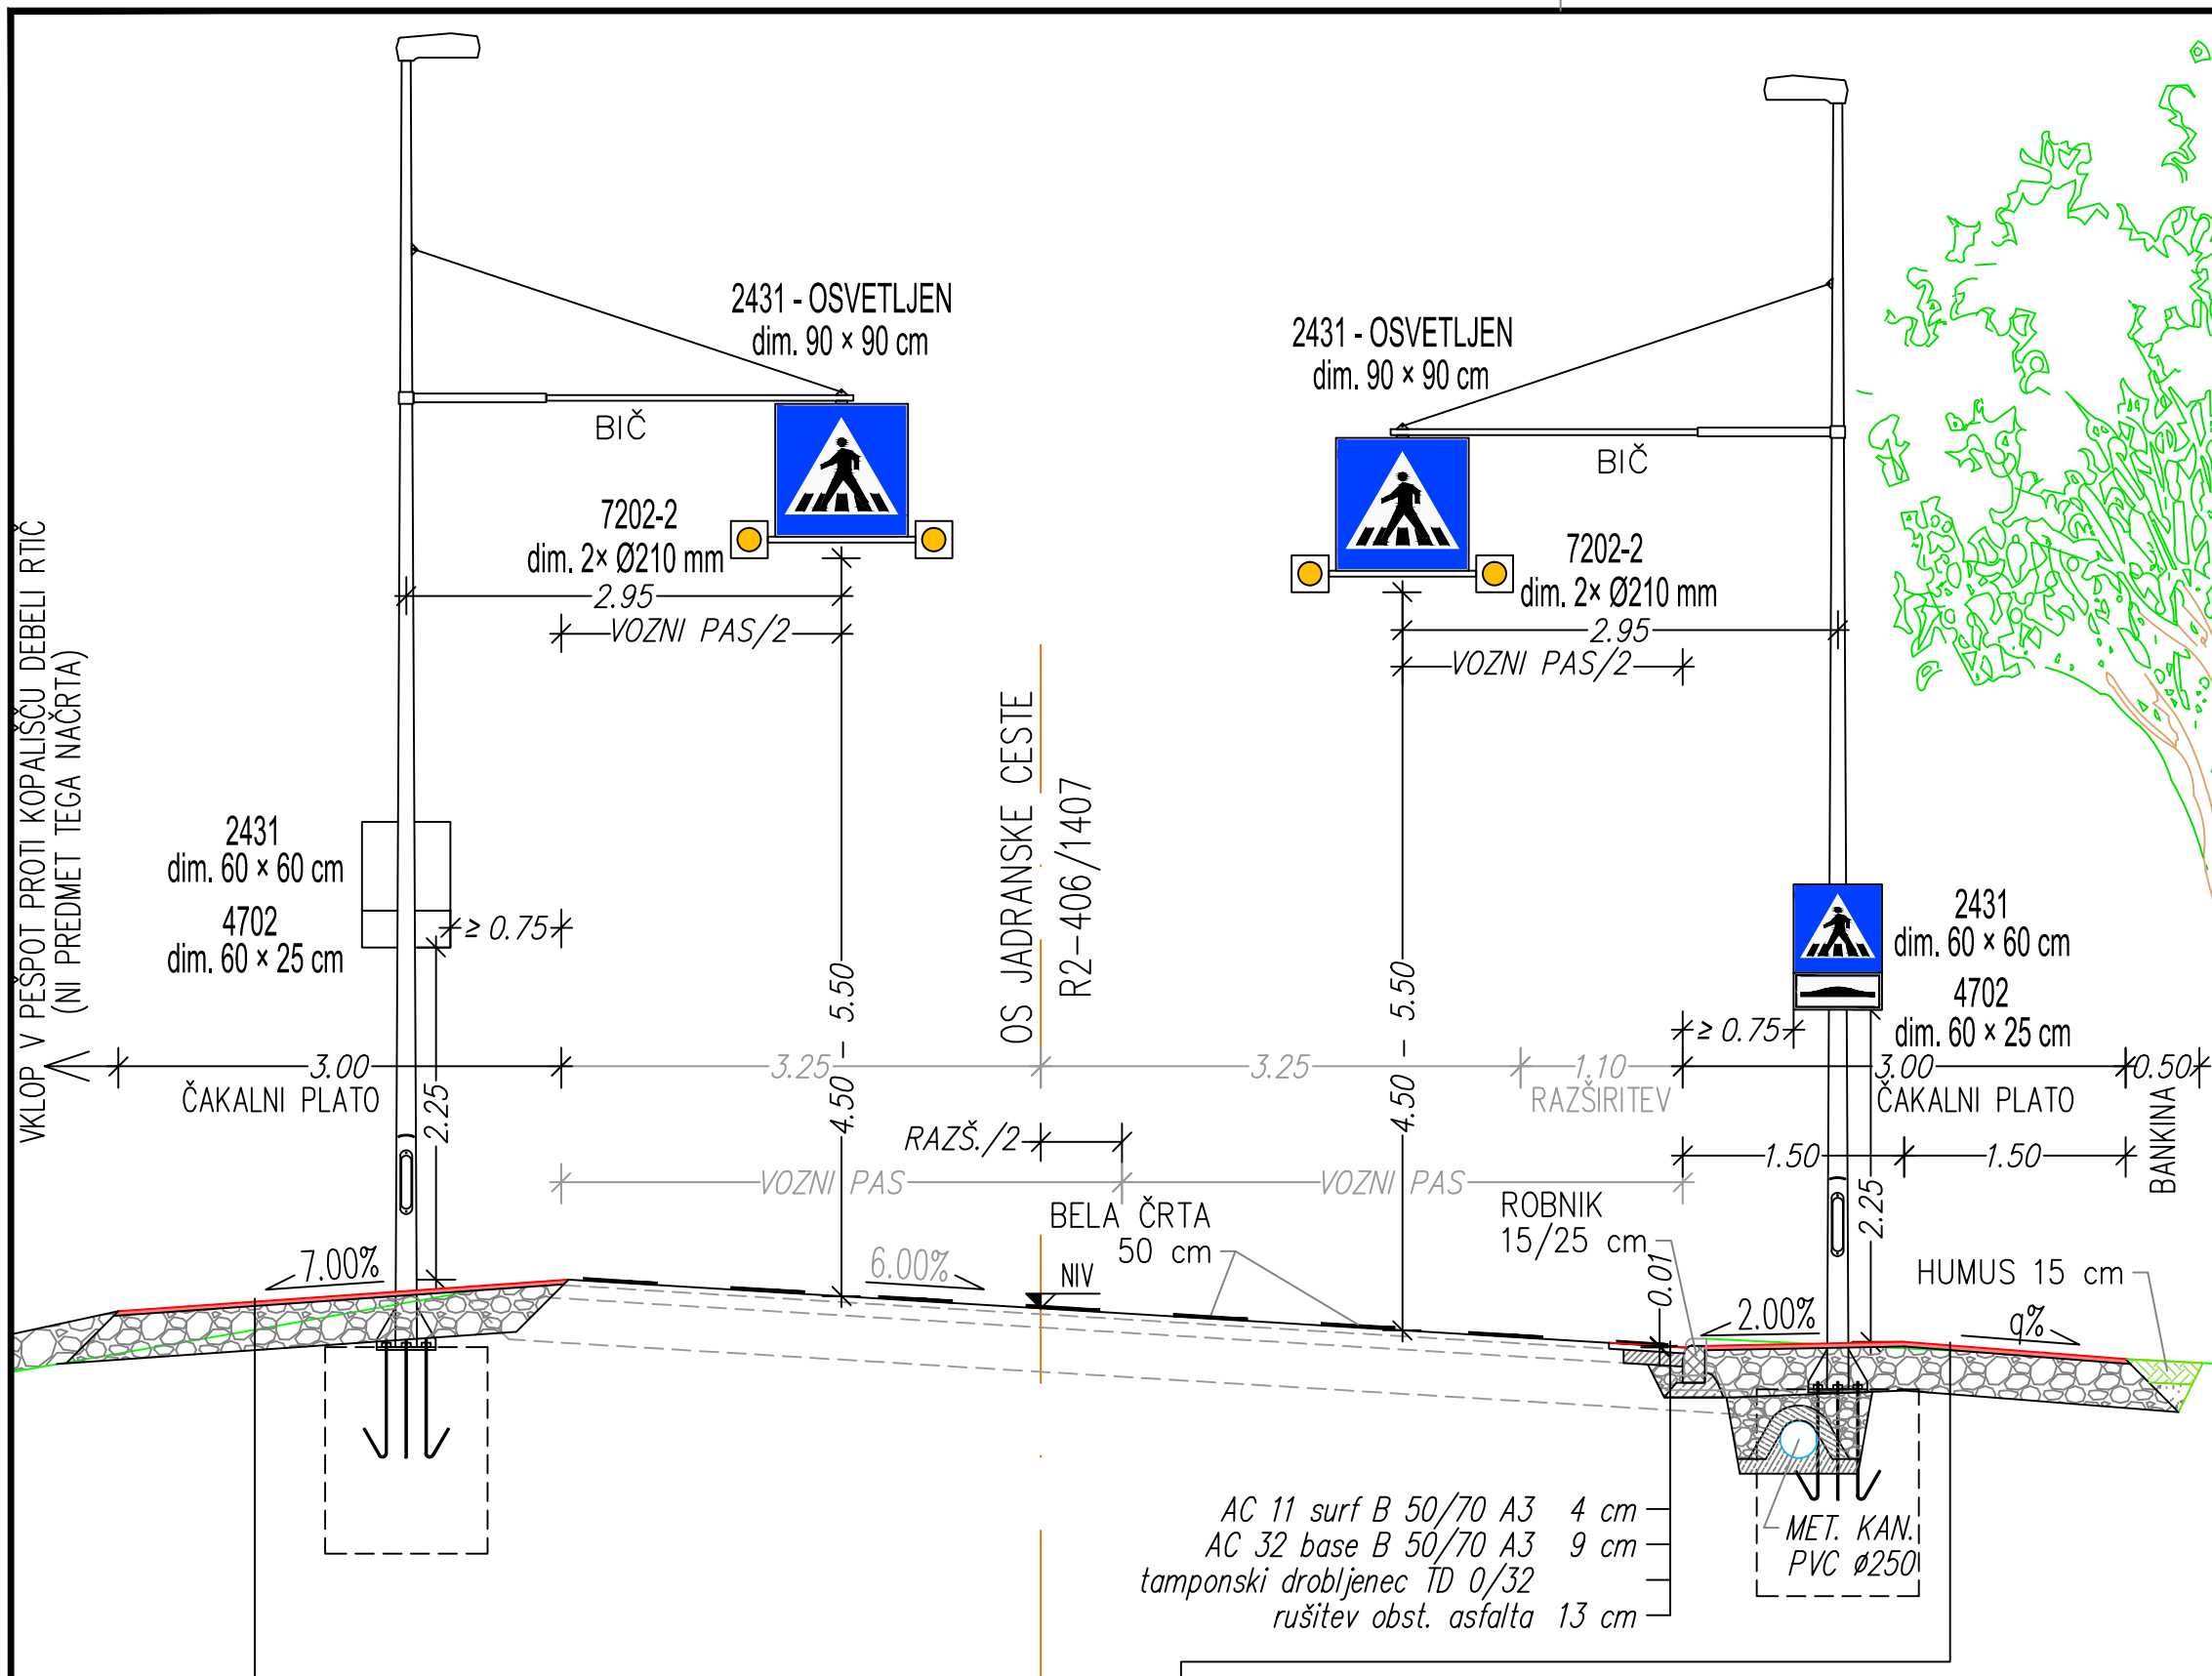 2431 - OSVETLJEN
dim. 90 × 90 cm
2431 - OSVETLJEN
dim. 90 × 90 cm
BIČ
BIČ
7202-2
dim. 2× Ø210 mm
2.95
VOZNI PAS/2
7202-2
dim. 2× Ø210 mm
2.95
VOZNI PAS/2
VKLOP V PEŠPOT PROTI KOPALIŠČU DEBELI RTIČ
(NI PREDMET TEGA NAČRTA)
OS JADRANSKE CESTE
R2-406/1407
2431
dim. 60 × 60 cm
4702
dim. 60 × 25 cm
≥ 0.75
4.50 - 5.50
4.50 - 5.50
2431
dim. 60 × 60 cm
4702
dim. 60 × 25 cm
≥ 0.75
3.00
ČAKALNI PLATO
2.25
3.25
3.25
1.10
RAZŠIRITEV
3.00
ČAKALNI PLATO
0.50
BANKINA
RAZŠ./2
1.50
1.50
VOZNI PAS
VOZNI PAS
2.25
BELA ČRTA
50 cm
ROBNIK
15/25 cm
0.01
7.00%
6.00%
NIV
2.00%
HUMUS 15 cm
q%
AC 11 surf B 50/70 A3 4 cm
AC 32 base B 50/70 A3 9 cm
tamponski drobljenec TD 0/32
rušitev obst. asfalta 13 cm
MET. KAN.
PVC ø250